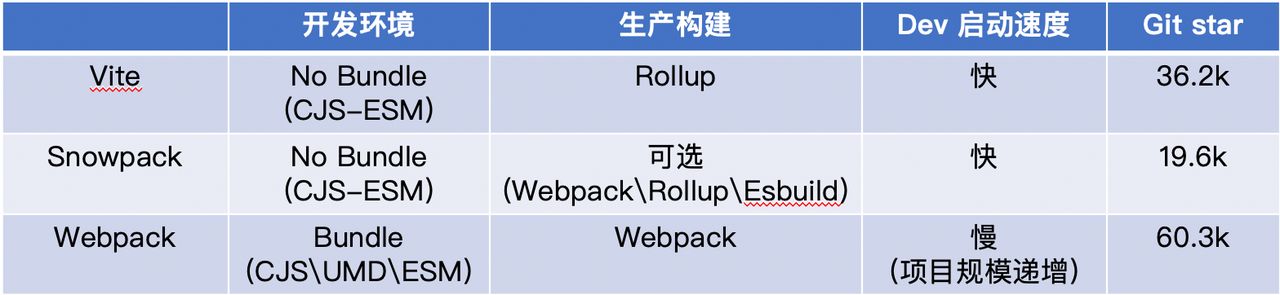 开发环境 生产构建 Dev 启动速度 Git star
Vite No Bundle Rollup 快 36.2k
(CJS-ESM)
Snowpack No Bundle 可选 快 19.6k
(CJS-ESM) (Webpack\Rollup\Esbuild)
Webpack Bundle Webpack 慢 60.3k
(CJS\UMD\ESM) (项目规模递增)